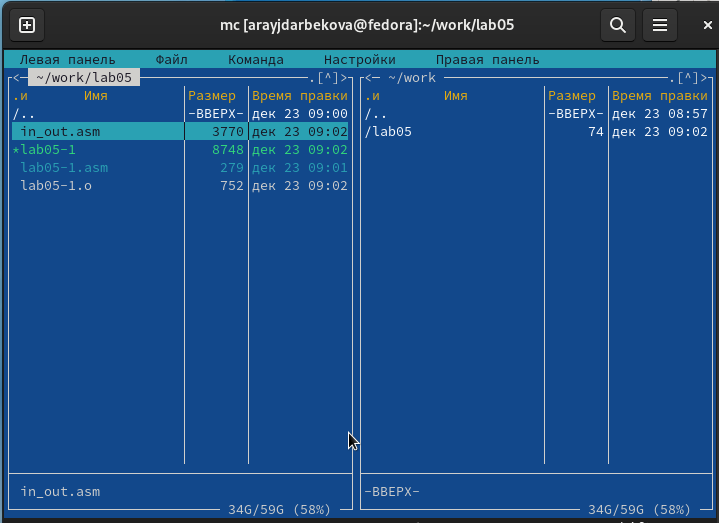 mc [arayjdarbekova@fedora]:~/work/lab05
Левая панель Файл Команда Настройки Правая панель
<─ ~/work/lab05 .[^]> <─ ~/work .[^]>
.и Имя Размер Время правки .и Имя Размер Время правки
/.. -ВВЕРХ- дек 23 09:00 /.. -ВВЕРХ- дек 23 08:57
in_out.asm 3770 дек 23 09:02 /lab05 74 дек 23 09:02
*lab05-1 8748 дек 23 09:02
lab05-1.asm 279 дек 23 09:01
lab05-1.o 752 дек 23 09:02
in_out.asm -ВВЕРХ-
34G/59G (58%) 34G/59G (58%)